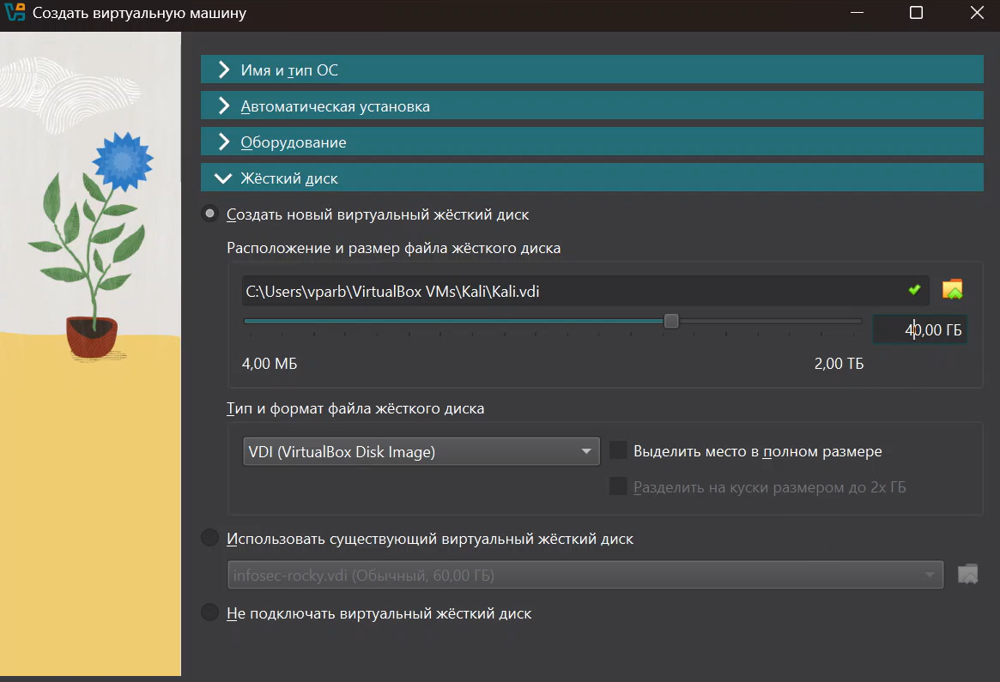 Создать виртуальную машину
Имя и тип ОС
Автоматическая установка
Оборудование
Жёсткий диск
Создать новый виртуальный жёсткий диск
Расположение и размер файла жёсткого диска
C:\Users\vparb\VirtualBox VMs\Kali\Kali.vdi
40,00 ГБ
4,00 МБ 2,00 ТБ
Тип и формат файла жёсткого диска
VDI (VirtualBox Disk Image) Выделить место в полном размере
Разделить на куски размером до 2х ГБ
Использовать существующий виртуальный жёсткий диск
infosec-rocky.vdi (Обычный, 60,00 ГБ)
Не подключать виртуальный жёсткий диск